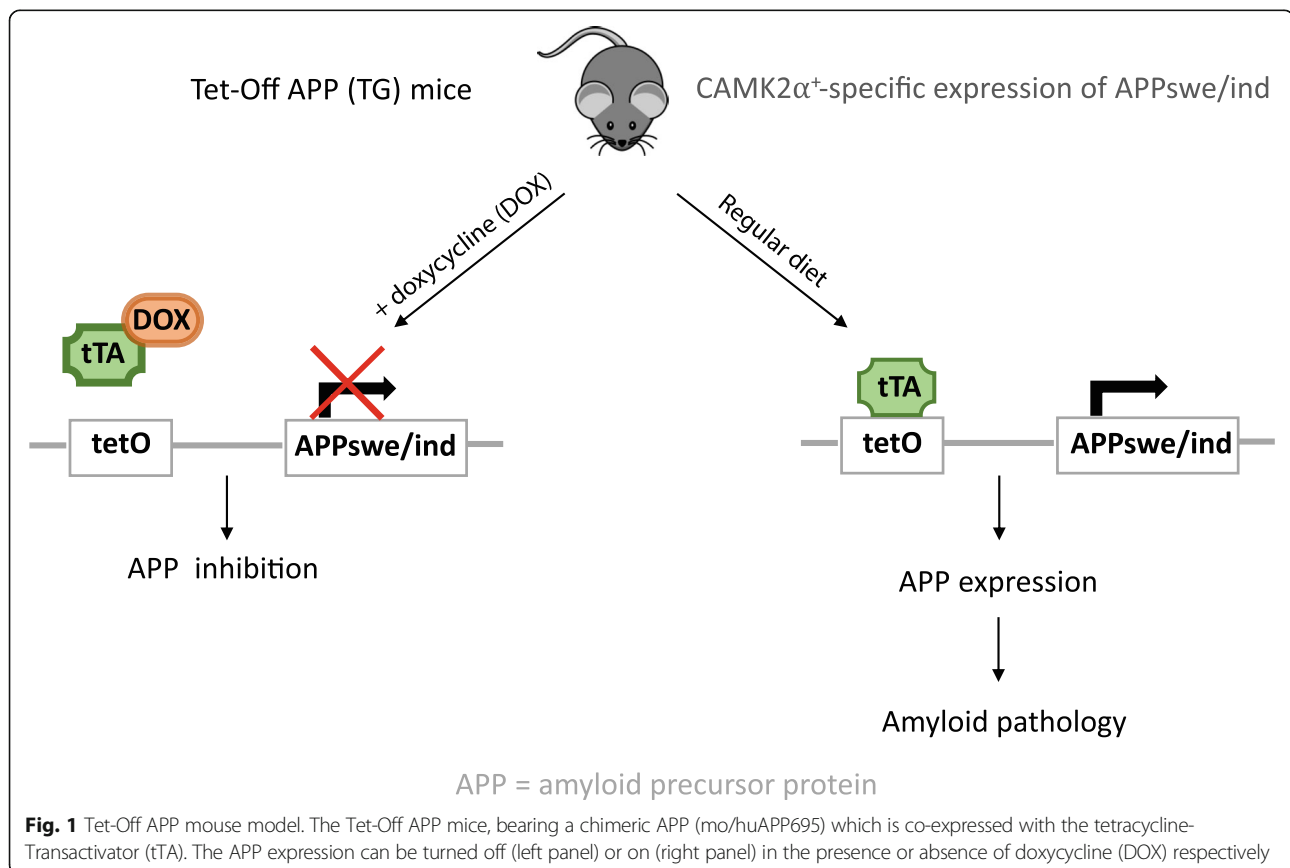 Tet-Off APP (TG) mice
CAMK2α⁺-specific expression of APPswe/ind
+ doxycycline (DOX)
Regular diet
DOX
tTA
tetO
APPswe/ind
APP inhibition
tTA
tetO
APPswe/ind
APP expression
Amyloid pathology
APP = amyloid precursor protein
Fig. 1 Tet-Off APP mouse model. The Tet-Off APP mice, bearing a chimeric APP (mo/huAPP695) which is co-expressed with the tetracycline-
Transactivator (tTA). The APP expression can be turned off (left panel) or on (right panel) in the presence or absence of doxycycline (DOX) respectively